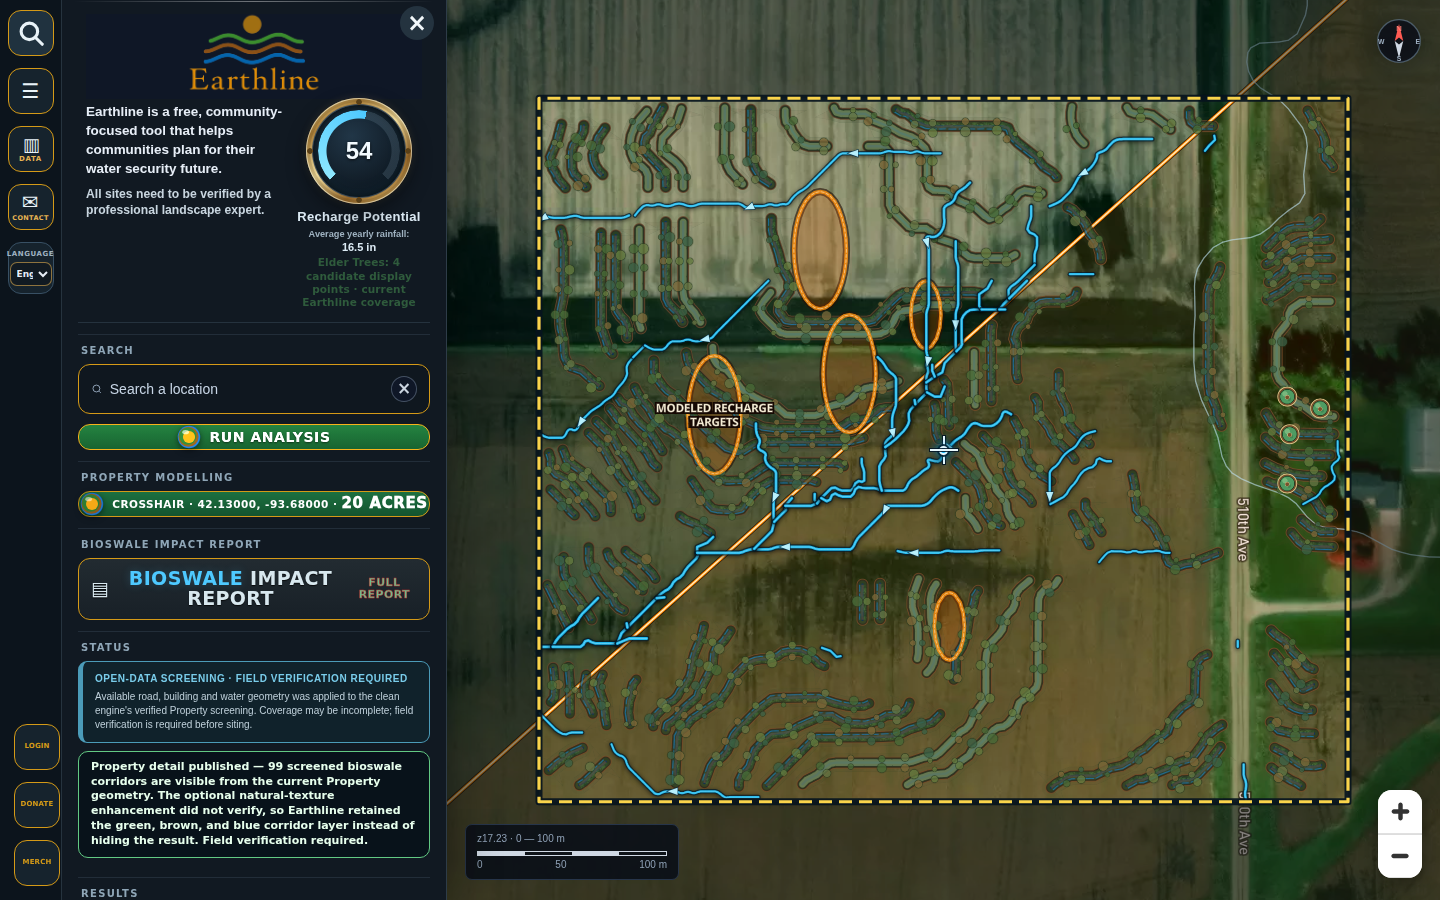 DATA
CONTACT
LANGUAGE
Eng
LOGIN
DONATE
MERCH
Earthline
Earthline is a free, community-
focused tool that helps
communities plan for their
water security future.
All sites need to be verified by a
professional landscape expert.
54
Recharge Potential
Average yearly rainfall:
16.5 in
Elder Trees: 4
candidate display
points · current
Earthline coverage
SEARCH
Search a location
RUN ANALYSIS
PROPERTY MODELLING
CROSSHAIR · 42.13000, -93.68000 · 20 ACRES
BIOSWALE IMPACT REPORT
BIOSWALE IMPACT
REPORT
FULL
REPORT
STATUS
OPEN-DATA SCREENING · FIELD VERIFICATION REQUIRED
Available road, building and water geometry was applied to the clean
engine's verified Property screening. Coverage may be incomplete; field
verification is required before siting.
Property detail published — 99 screened bioswale
corridors are visible from the current Property
geometry. The optional natural-texture
enhancement did not verify, so Earthline retained
the green, brown, and blue corridor layer instead of
hiding the result. Field verification required.
RESULTS
MODELED RECHARGE
TARGETS
510th Ave
0th Ave
N
W
E
S
z17.23 · 0 — 100 m
0
50
100 m